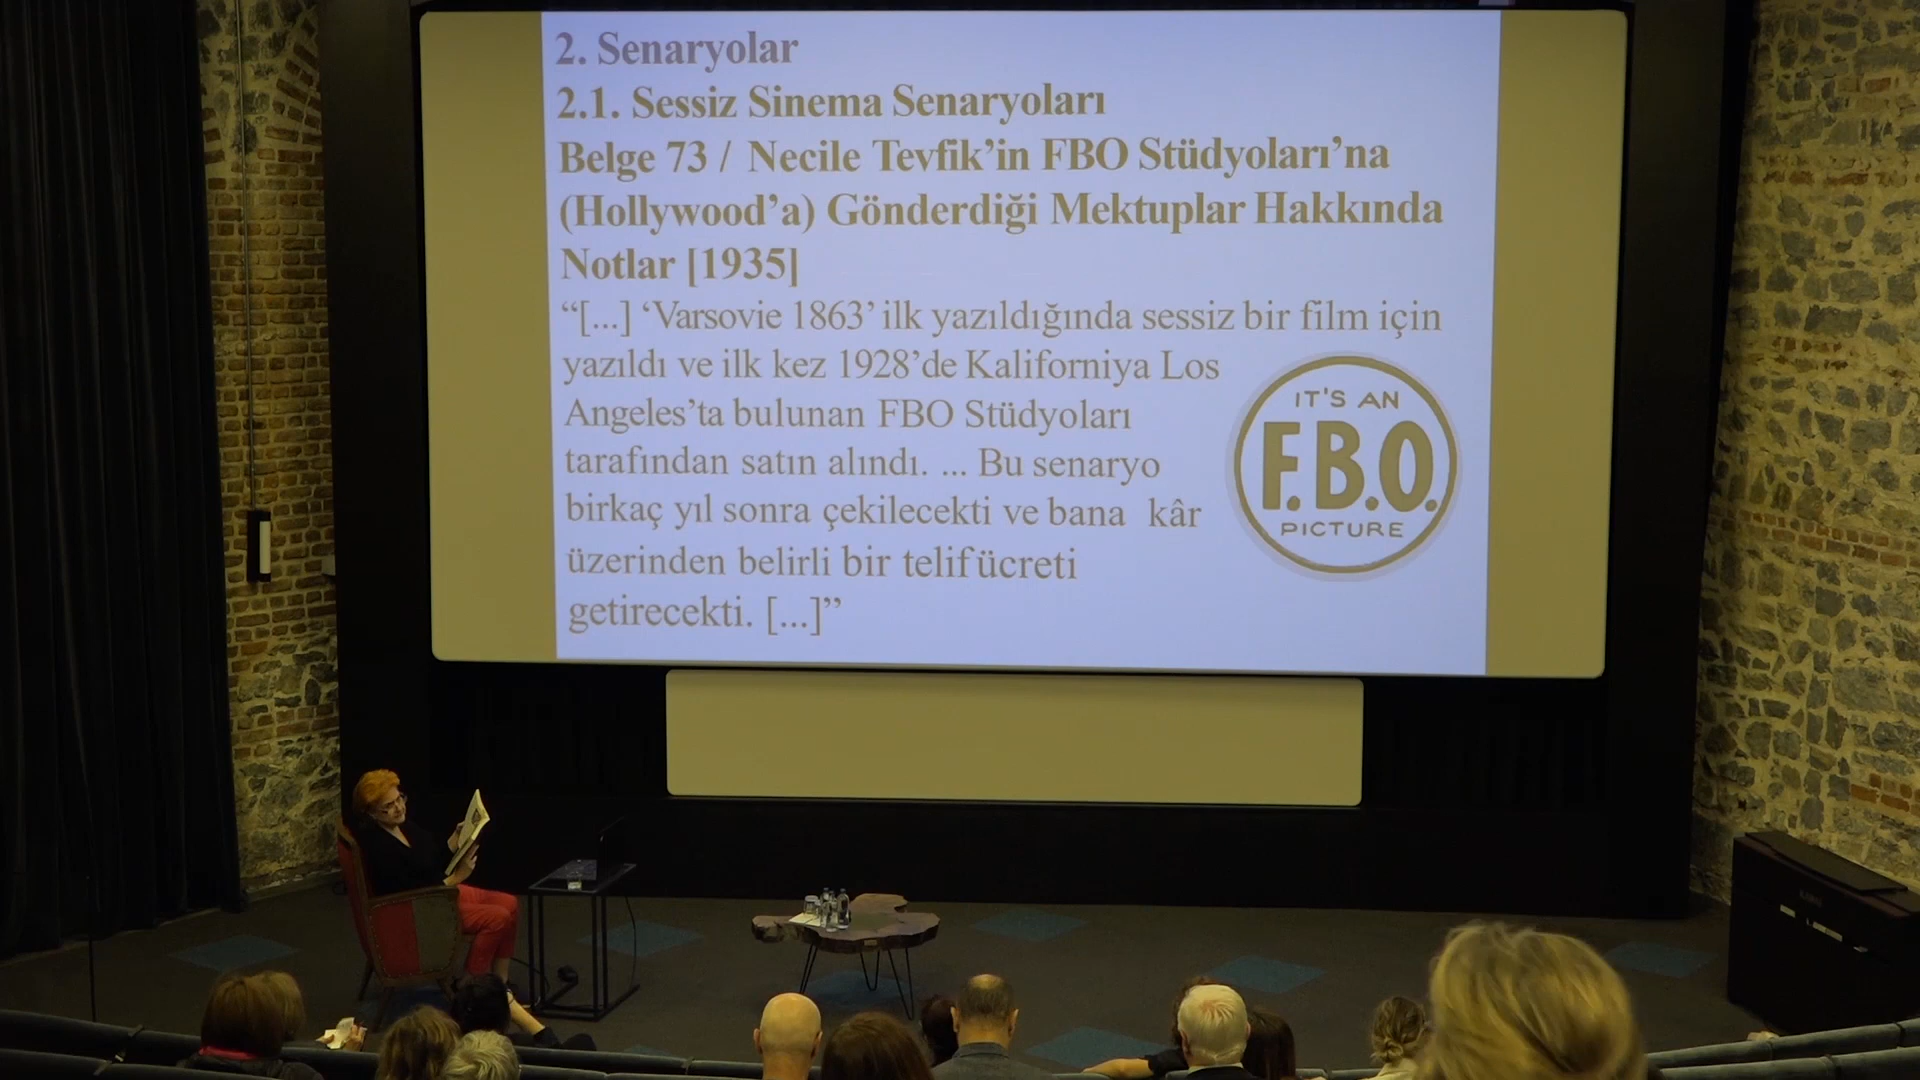 2. Senaryolar
2.1. Sessiz Sinema Senaryoları
Belge 73 / Necile Tevfik’in FBO Stüdyoları’na
(Hollywood’a) Gönderdiği Mektuplar Hakkında
Notlar [1935]
“[...] ‘Varsovie 1863’ ilk yazıldığında sessiz bir film için
yazıldı ve ilk kez 1928’de Kaliforniya Los
Angeles’ta bulunan FBO Stüdyoları
tarafından satın alındı. ... Bu senaryo
birkaç yıl sonra çekilecekti ve bana kâr
üzerinden belirli bir telif ücreti
getirecekti. [...]”
IT'S AN
F.B.O.
PICTURE